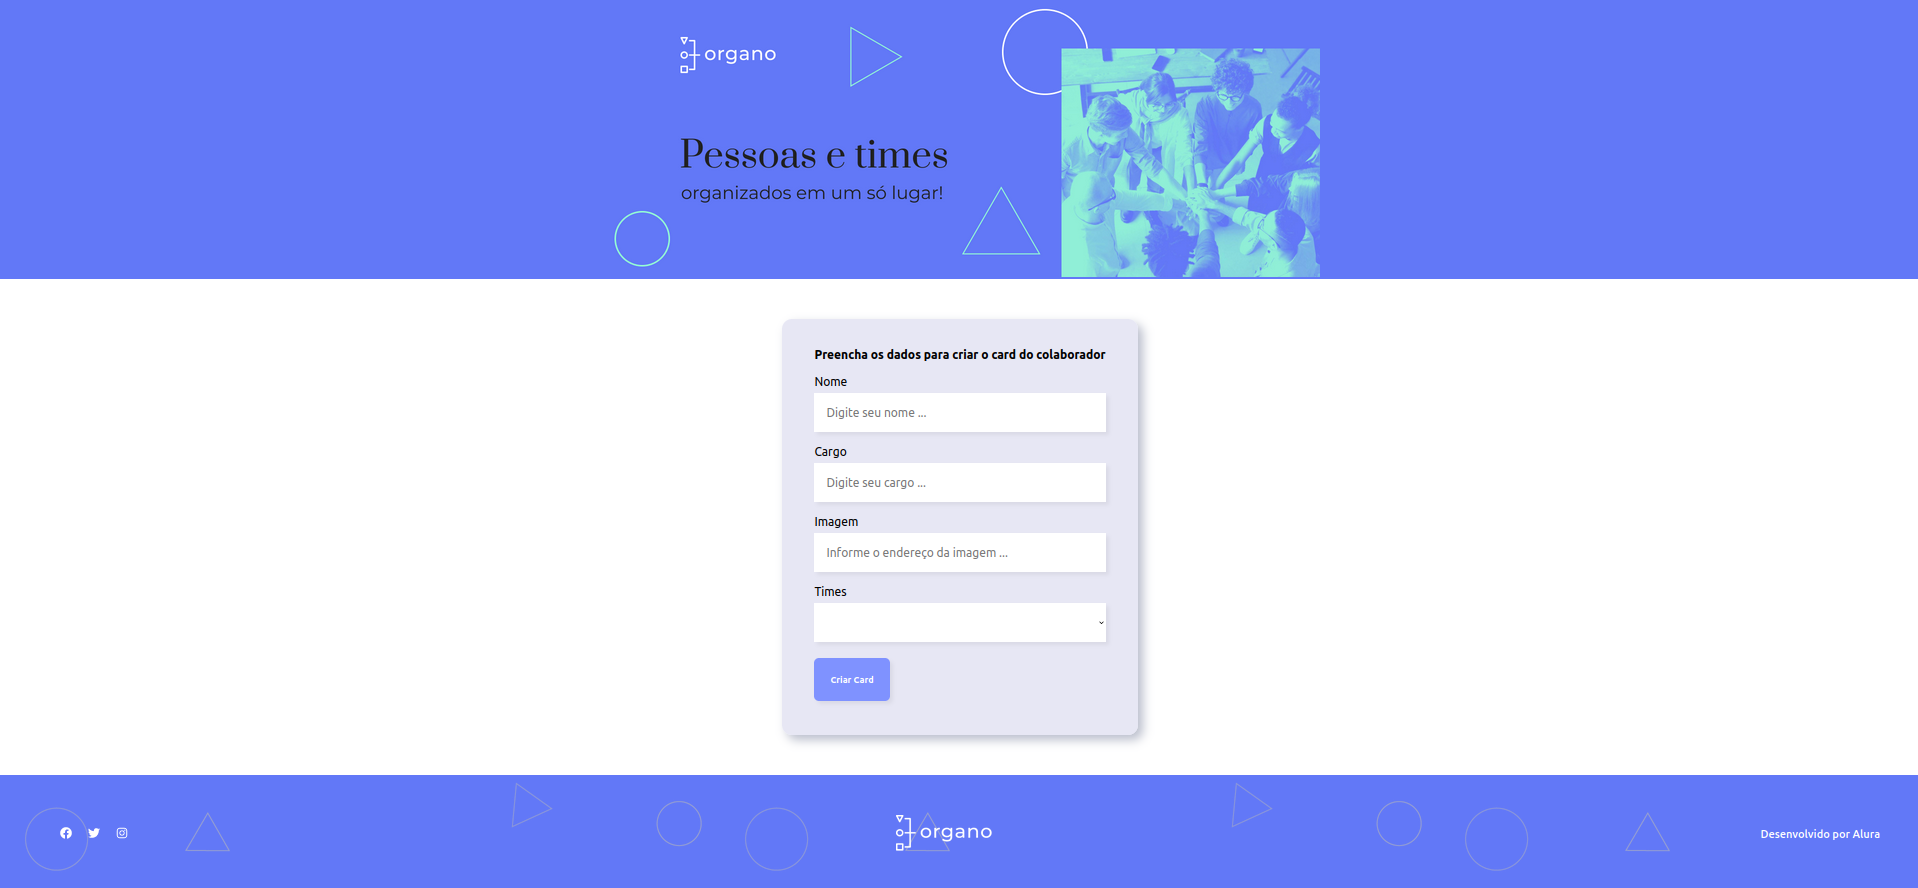 organo
Pessoas e times
organizados em um só lugar!
Preencha os dados para criar o card do colaborador
Nome
Digite seu nome ...
Cargo
Digite seu cargo ...
Imagem
Informe o endereço da imagem ...
Times
Criar Card
organo
Desenvolvido por Alura